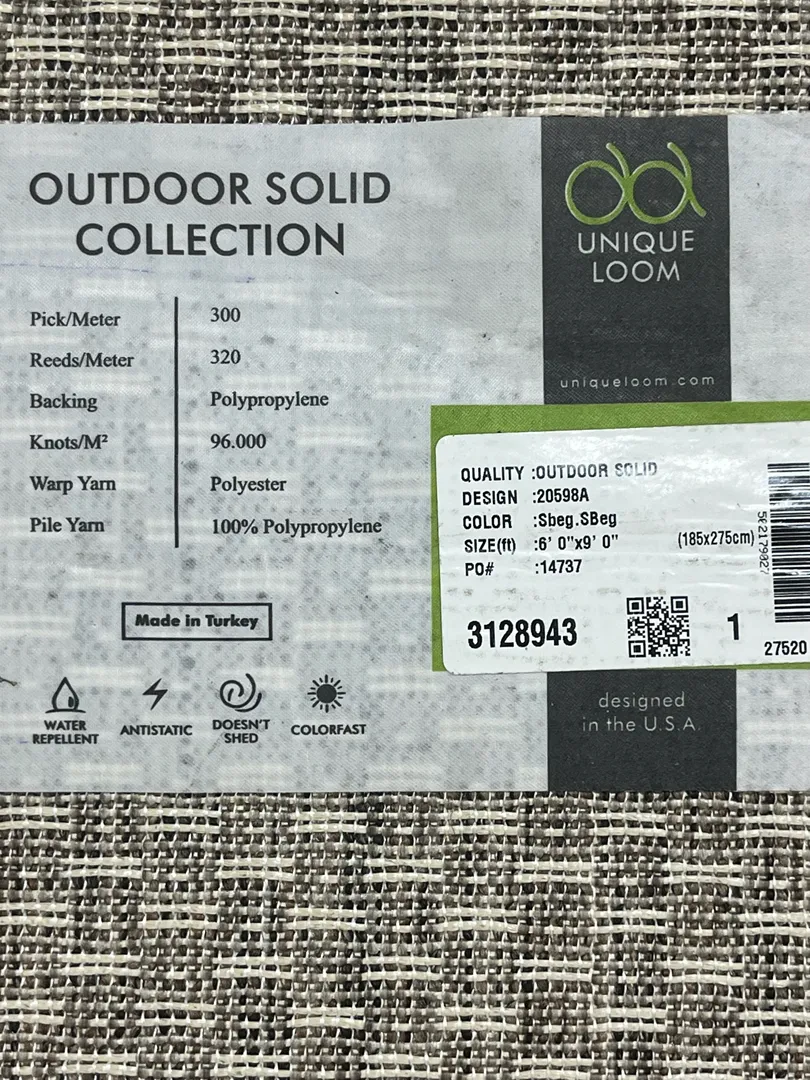 OUTDOOR SOLID
COLLECTION
Pick/Meter 300
Reeds/Meter 320
Backing Polypropylene
Knots/M² 96.000
Warp Yarn Polyester
Pile Yarn 100% Polypropylene
Made in Turkey
WATER
REPELLENT
ANTISTATIC
DOESN'T
SHED
COLORFAST
UNIQUE
LOOM
uniqueloom.com
QUALITY :OUTDOOR SOLID
DESIGN :20598A
COLOR :Sbeg.SBeg
SIZE(ft) :6' 0"x9' 0" (185x275cm)
PO# :14737
3128943
1
27520
designed
in the U.S.A.